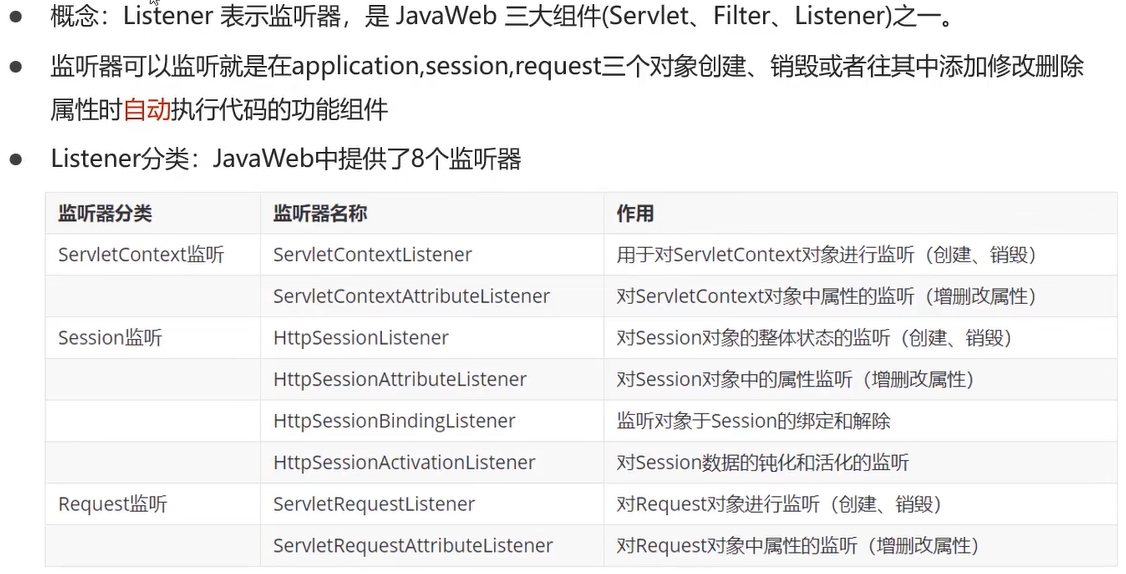 概念：Listener 表示监听器，是 JavaWeb 三大组件(Servlet、Filter、Listener)之一。
监听器可以监听就是在application,session,request三个对象创建、销毁或者往其中添加修改删除
属性时自动执行代码的功能组件
Listener分类：JavaWeb中提供了8个监听器
监听器分类 监听器名称 作用
ServletContext监听 ServletContextListener 用于对ServletContext对象进行监听（创建、销毁）
ServletContextAttributeListener 对ServletContext对象中属性的监听（增删改属性）
Session监听 HttpSessionListener 对Session对象的整体状态的监听（创建、销毁）
HttpSessionAttributeListener 对Session对象中的属性监听（增删改属性）
HttpSessionBindingListener 监听对象于Session的绑定和解除
HttpSessionActivationListener 对Session数据的钝化和活化的监听
Request监听 ServletRequestListener 对Request对象进行监听（创建、销毁）
ServletRequestAttributeListener 对Request对象中属性的监听（增删改属性）